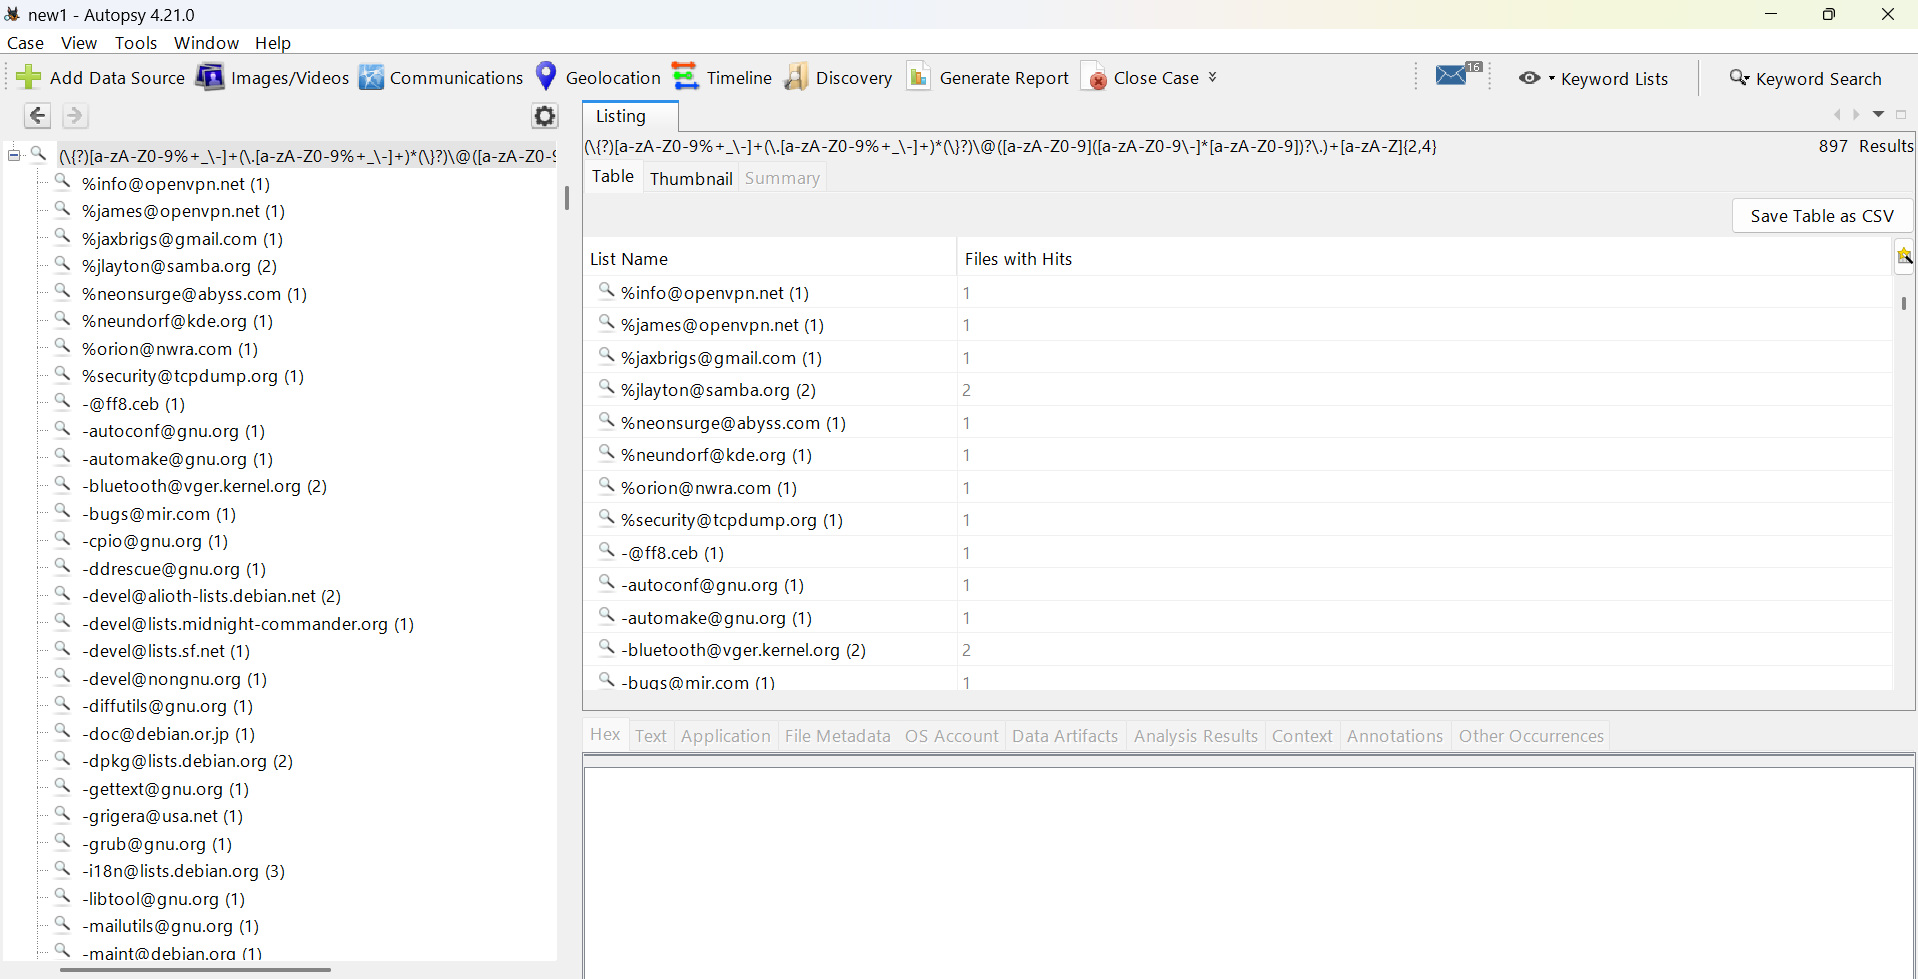 new1 - Autopsy 4.21.0
Case View Tools Window Help
Add Data Source Images/Videos Communications Geolocation Timeline Discovery Generate Report Close Case 16 Keyword Lists Keyword Search
Listing
(\{?)[a-zA-Z0-9%+_\-]+(\.[a-zA-Z0-9%+_\-]+)*(\}?)\@([a-zA-Z0-9
%info@openvpn.net (1)
%james@openvpn.net (1)
%jaxbrigs@gmail.com (1)
%jlayton@samba.org (2)
%neonsurge@abyss.com (1)
%neundorf@kde.org (1)
%orion@nwra.com (1)
%security@tcpdump.org (1)
-@ff8.ceb (1)
-autoconf@gnu.org (1)
-automake@gnu.org (1)
-bluetooth@vger.kernel.org (2)
-bugs@mir.com (1)
-cpio@gnu.org (1)
-ddrescue@gnu.org (1)
-devel@alioth-lists.debian.net (2)
-devel@lists.midnight-commander.org (1)
-devel@lists.sf.net (1)
-devel@nongnu.org (1)
-diffutils@gnu.org (1)
-doc@debian.or.jp (1)
-dpkg@lists.debian.org (2)
-gettext@gnu.org (1)
-grigera@usa.net (1)
-grub@gnu.org (1)
-i18n@lists.debian.org (3)
-libtool@gnu.org (1)
-mailutils@gnu.org (1)
-maint@debian.org (1)
(\{?)[a-zA-Z0-9%+_\-]+(\.[a-zA-Z0-9%+_\-]+)*(\}?)\@([a-zA-Z0-9]([a-zA-Z0-9\-]*[a-zA-Z0-9])?\.)+[a-zA-Z]{2,4} 897 Results
Table Thumbnail Summary
Save Table as CSV
List Name Files with Hits
%info@openvpn.net (1) 1
%james@openvpn.net (1) 1
%jaxbrigs@gmail.com (1) 1
%jlayton@samba.org (2) 2
%neonsurge@abyss.com (1) 1
%neundorf@kde.org (1) 1
%orion@nwra.com (1) 1
%security@tcpdump.org (1) 1
-@ff8.ceb (1) 1
-autoconf@gnu.org (1) 1
-automake@gnu.org (1) 1
-bluetooth@vger.kernel.org (2) 2
-bugs@mir.com (1) 1
Hex Text Application File Metadata OS Account Data Artifacts Analysis Results Context Annotations Other Occurrences